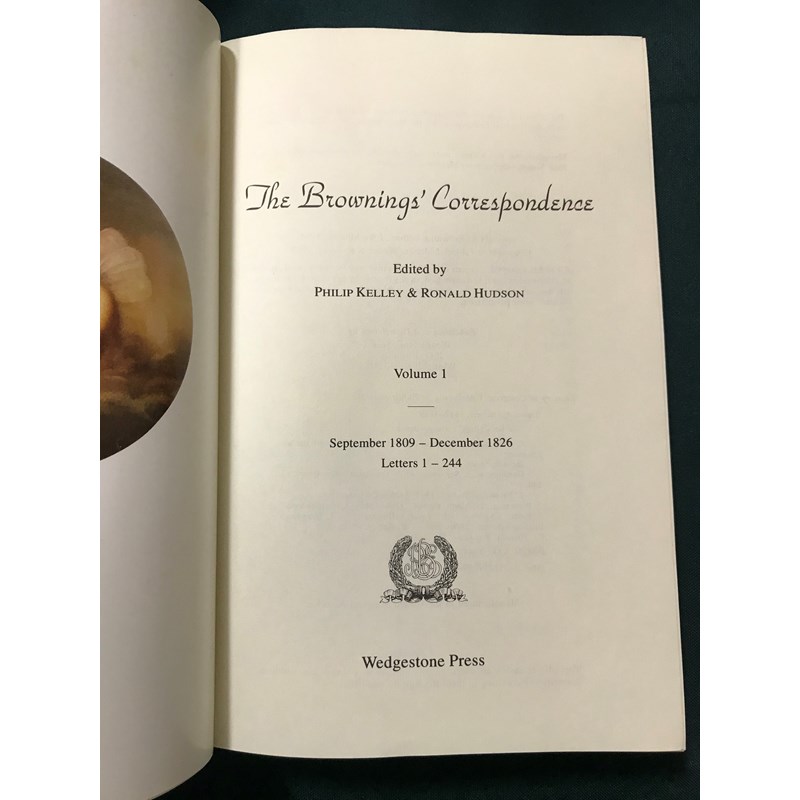 The Brownings' Correspondence
Edited by
PHILIP KELLEY & RONALD HUDSON
Volume 1
September 1809 – December 1826
Letters 1 – 244
Wedgestone Press